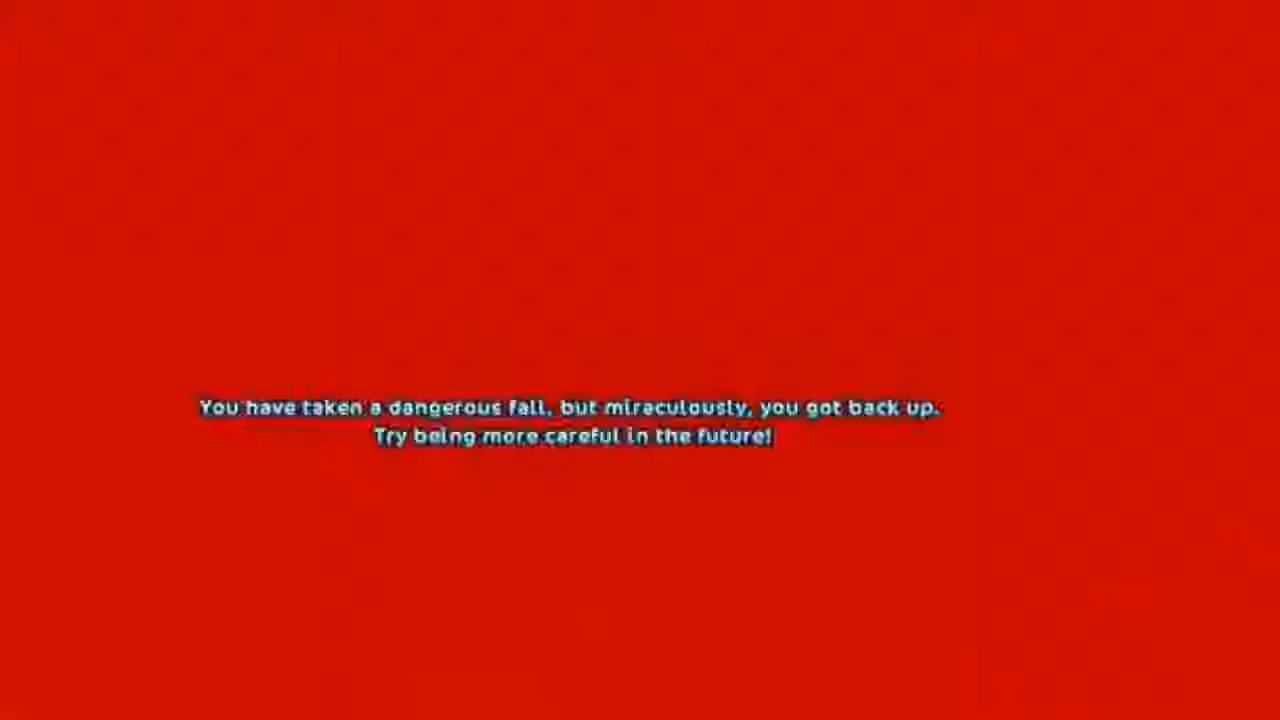 You have taken a dangerous fall, but miraculously, you got back up.
Try being more careful in the future!